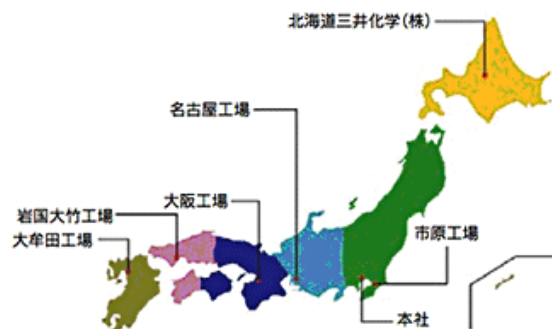 北海道三井化学(株)
名古屋工場
大阪工場
岩国大竹工場
大牟田工場
市原工場
本社